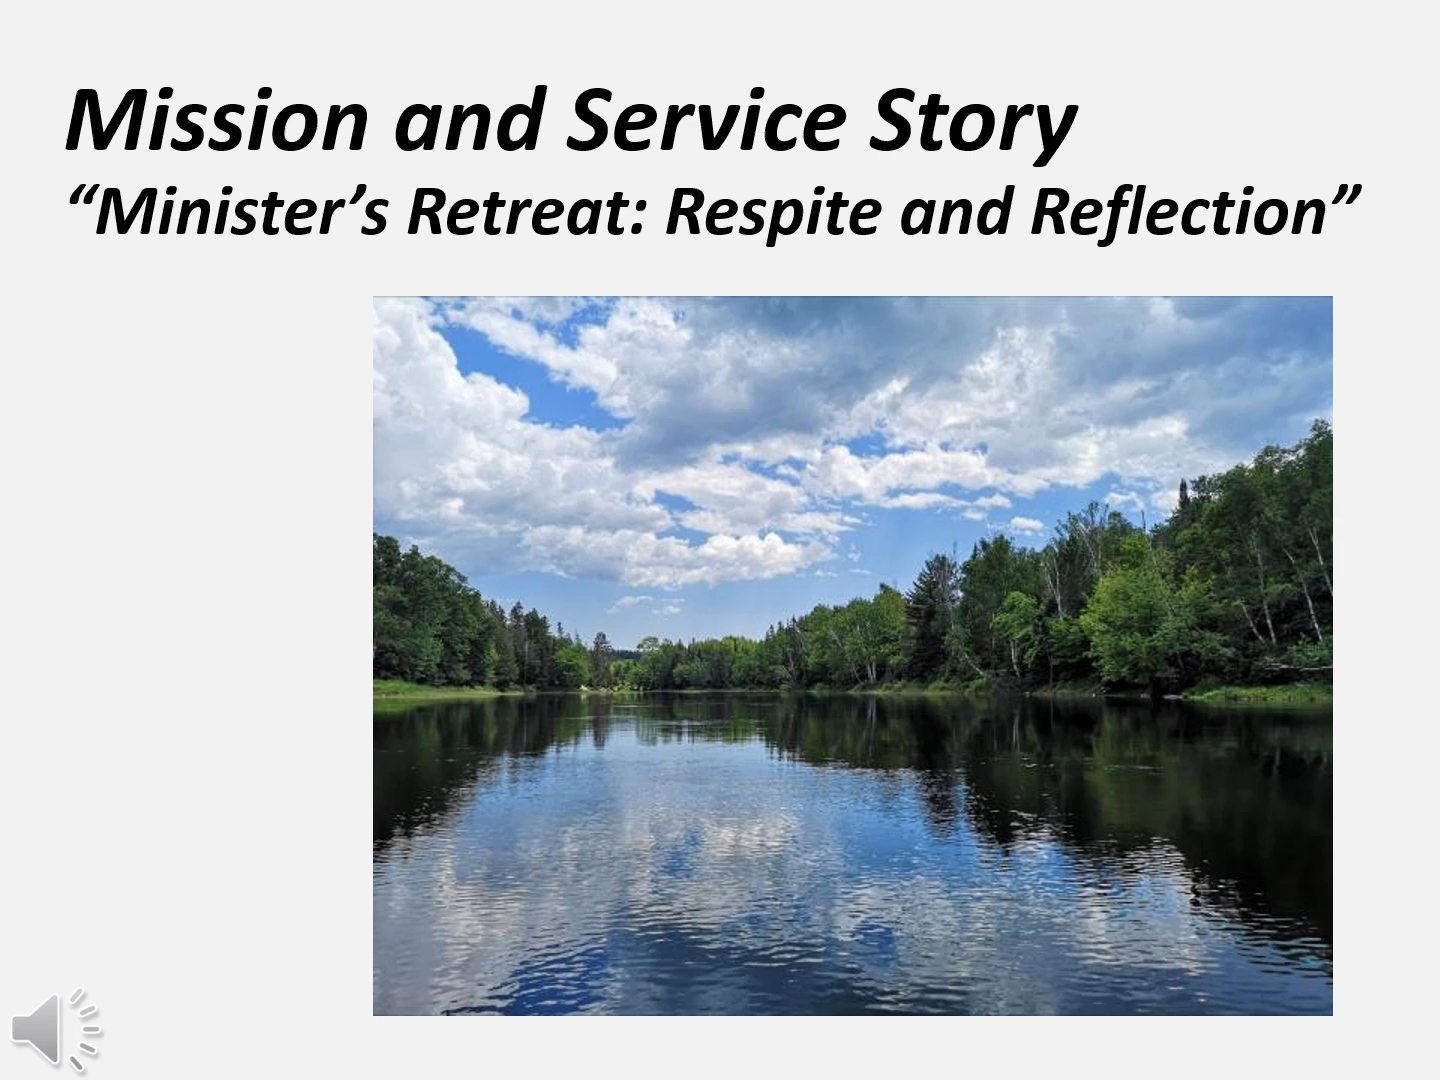 Mission and Service Story
“Minister’s Retreat: Respite and Reflection”